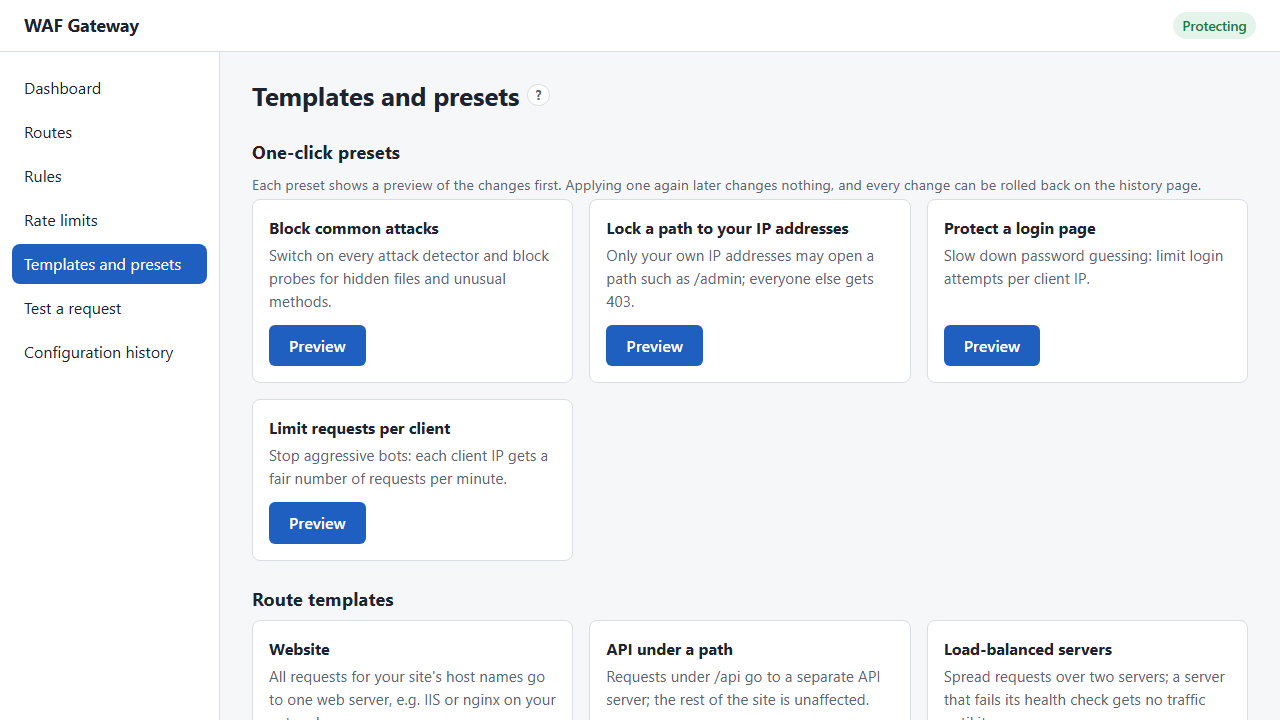 WAF Gateway
Protecting
Dashboard
Routes
Rules
Rate limits
Templates and presets
Test a request
Configuration history
Templates and presets ?
One-click presets
Each preset shows a preview of the changes first. Applying one again later changes nothing, and every change can be rolled back on the history page.
Block common attacks
Switch on every attack detector and block
probes for hidden files and unusual
methods.
Preview
Lock a path to your IP addresses
Only your own IP addresses may open a
path such as /admin; everyone else gets
403.
Preview
Protect a login page
Slow down password guessing: limit login
attempts per client IP.
Preview
Limit requests per client
Stop aggressive bots: each client IP gets a
fair number of requests per minute.
Preview
Route templates
Website
All requests for your site's host names go
to one web server, e.g. IIS or nginx on your
API under a path
Requests under /api go to a separate API
server; the rest of the site is unaffected.
Load-balanced servers
Spread requests over two servers; a server
that fails its health check gets no traffic